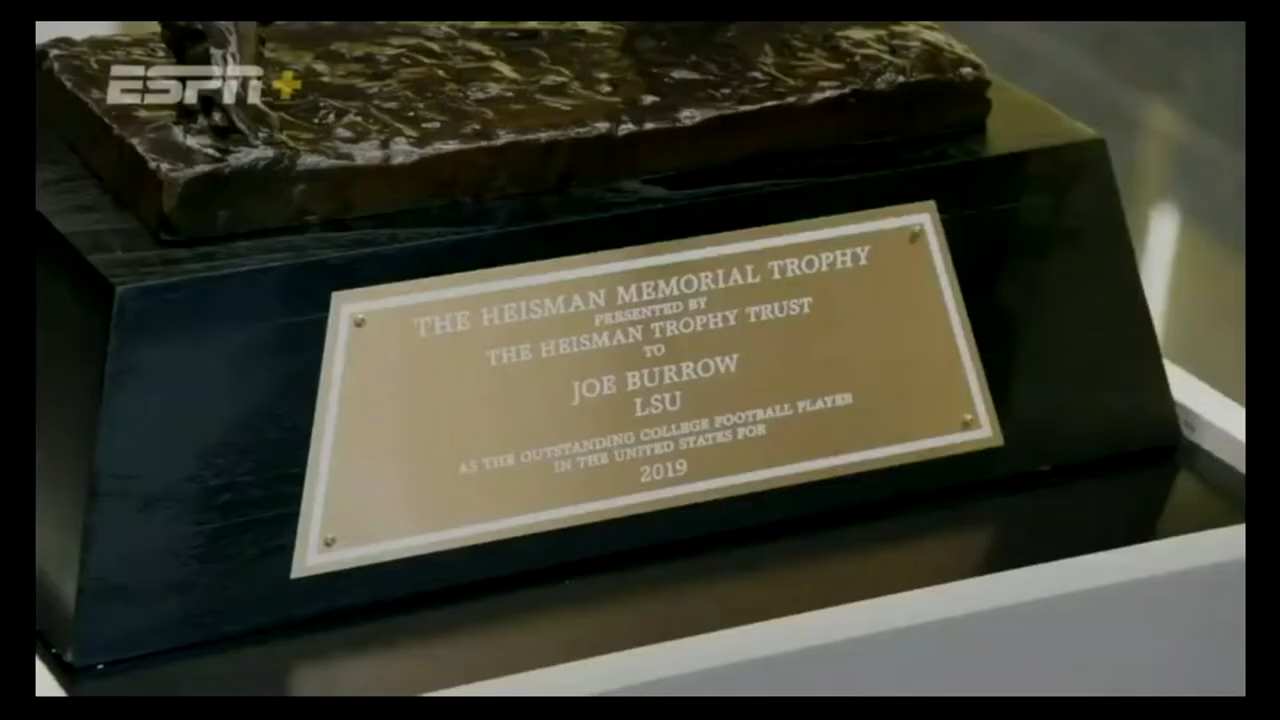 ESPN+
THE HEISMAN MEMORIAL TROPHY
PRESENTED BY
THE HEISMAN TROPHY TRUST
TO
JOE BURROW
LSU
AS THE OUTSTANDING COLLEGE FOOTBALL PLAYER
IN THE UNITED STATES FOR
2019